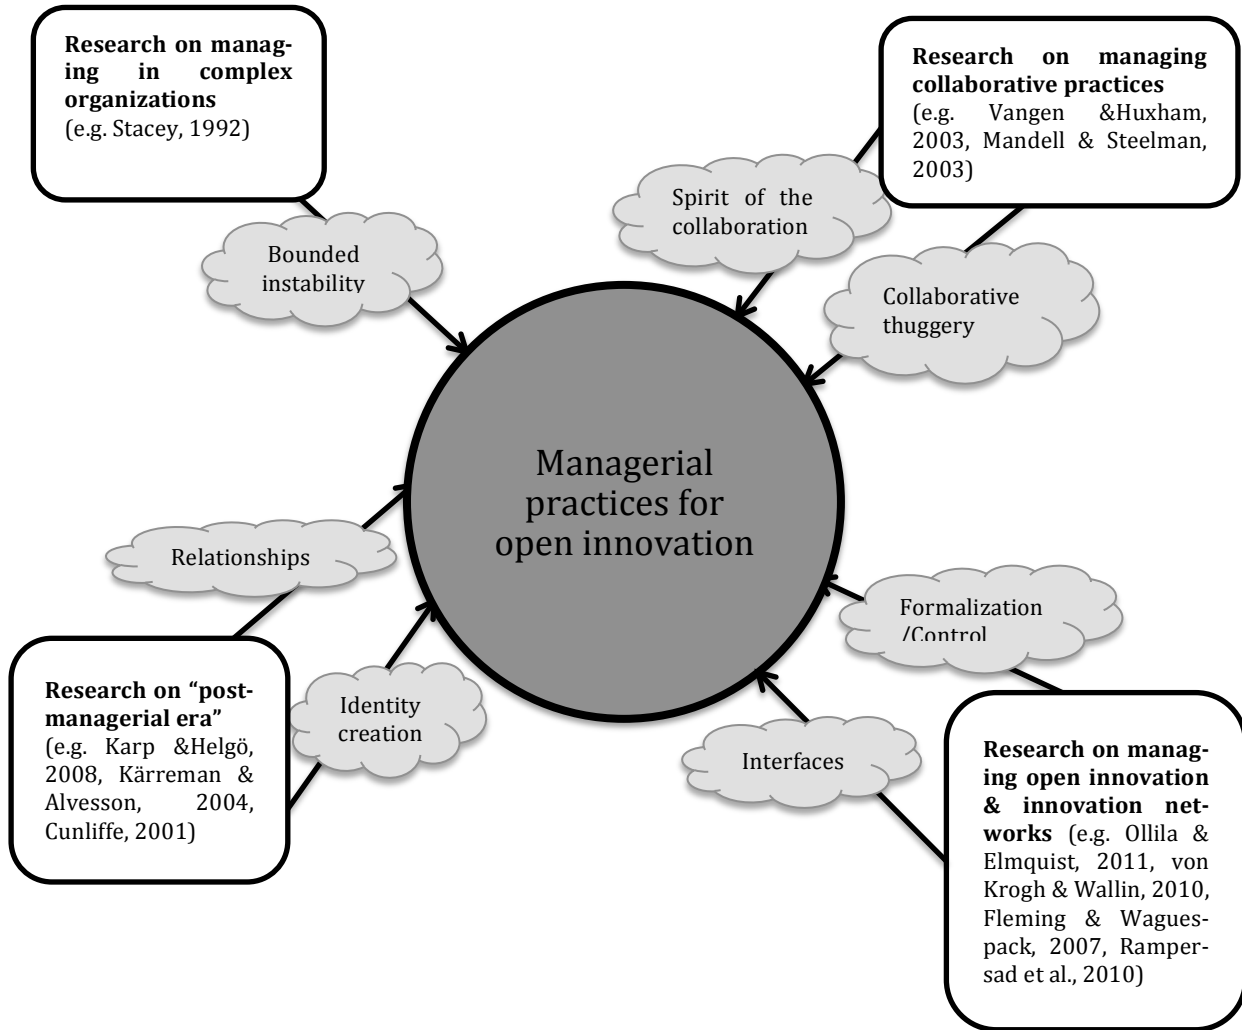 Research on manag-
ing in complex
organizations
(e.g. Stacey, 1992)
Research on managing
collaborative practices
(e.g. Vangen &Huxham,
2003, Mandell & Steelman,
2003)
Spirit of the
collaboration
Bounded
instability
Collaborative
thuggery
Managerial
practices for
open innovation
Relationships
Formalization
/Control
Identity
creation
Interfaces
Research on “post-
managerial era”
(e.g. Karp &Helgö,
2008, Kärreman &
Alvesson, 2004,
Cunliffe, 2001)
Research on manag-
ing open innovation
& innovation net-
works (e.g. Ollila &
Elmquist, 2011, von
Krogh & Wallin, 2010,
Fleming & Wagues-
pack, 2007, Ramper-
sad et al., 2010)